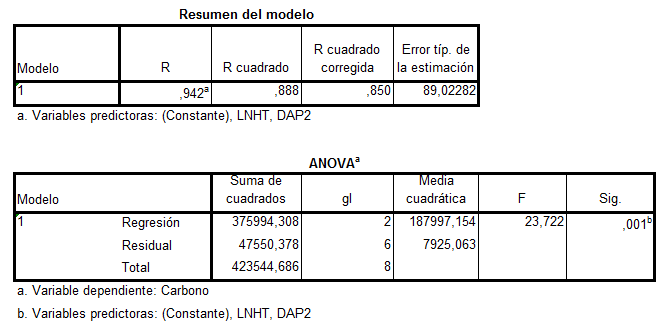 Resumen del modelo
Modelo R R cuadrado R cuadrado corregida Error típ. de la estimación
1 ,942a ,888 ,850 89,02282
a. Variables predictoras: (Constante), LNHT, DAP2
ANOVAa
Modelo Suma de cuadrados gl Media cuadrática F Sig.
1 Regresión 375994,308 2 187997,154 23,722 ,001b
Residual 47550,378 6 7925,063
Total 423544,686 8
a. Variable dependiente: Carbono
b. Variables predictoras: (Constante), LNHT, DAP2